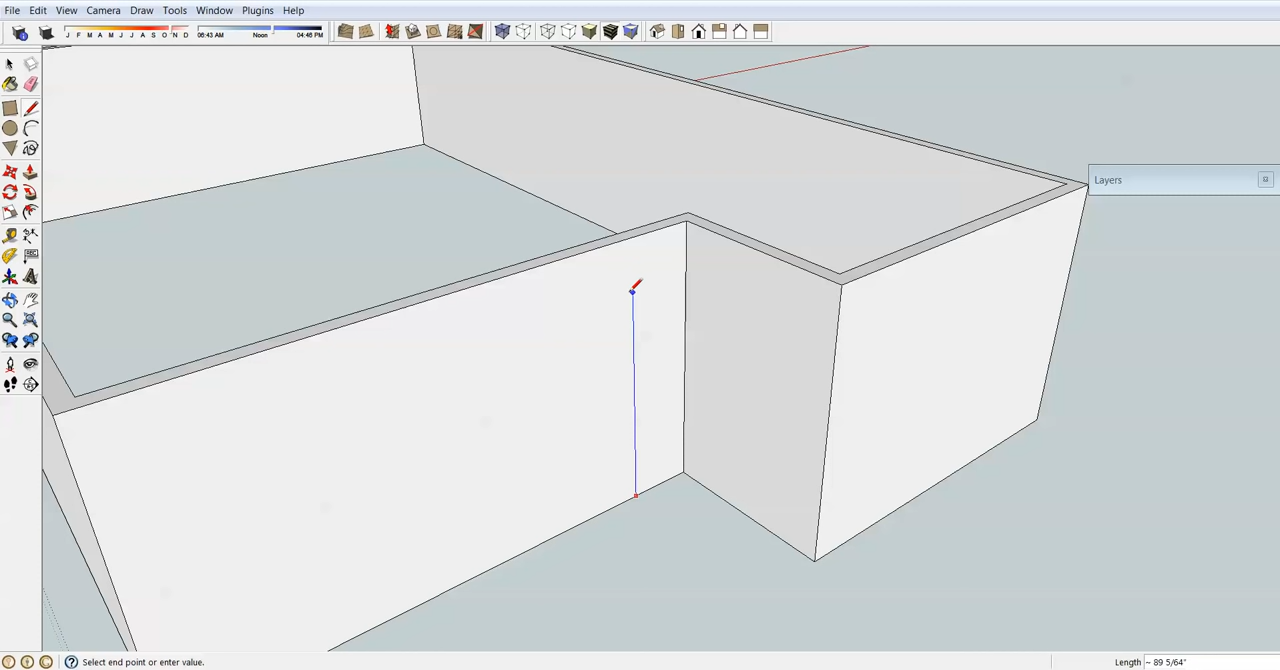 File Edit View Camera Draw Tools Window Plugins Help
J F M A M J J A S O N D 06:43 AM Noon 04:46 PM
Layers
Select end point or enter value. Length ~ 89 5/64"